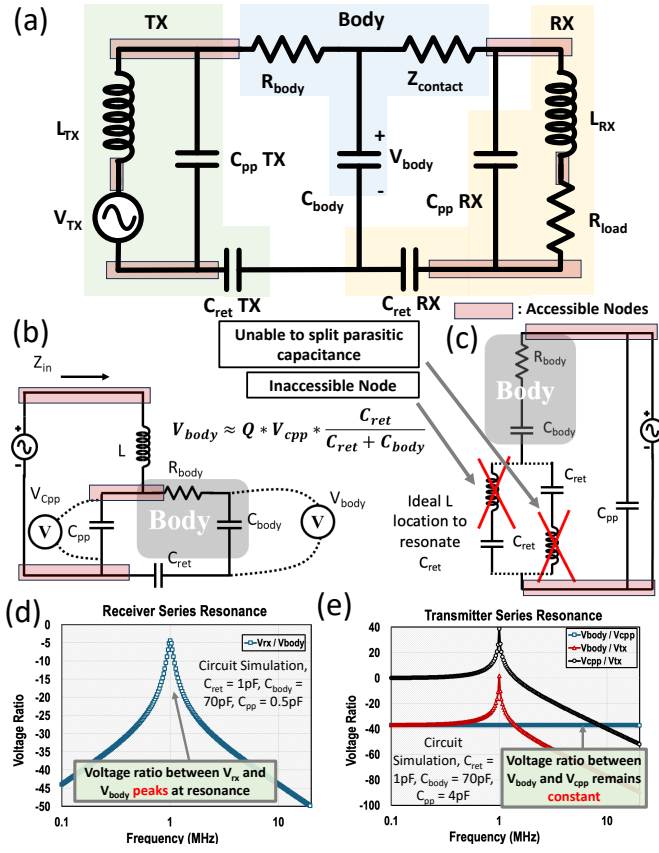 (a)
TX
Body
RX
R_body
Z_contact
L_TX
C_pp TX
+
V_body
-
C_body
C_pp RX
L_RX
V_TX
R_load
C_ret TX
C_ret RX
: Accessible Nodes
(b)
Unable to split parasitic
capacitance
Inaccessible Node
(c)
Z_in
V_body ≈ Q * V_cpp * C_ret / (C_ret + C_body)
+
-
L
R_body
Body
V_Cpp
V
C_pp
C_body
V
V_body
C_ret
R_body
Body
C_body
Ideal L
location to
resonate
C_ret
C_ret
C_ret
C_pp
+
-
(d)
Receiver Series Resonance
Voltage Ratio
0
-5
-10
-15
-20
-25
-30
-35
-40
-45
-50
Vrx / Vbody
Circuit Simulation,
C_ret = 1pF, C_body =
70pF, C_pp = 0.5pF
Voltage ratio between V_rx and
V_body peaks at resonance
0.1
1
10
Frequency (MHz)
(e)
Transmitter Series Resonance
Voltage Ratio
40
20
0
-20
-40
-60
-80
-100
Vbody / Vcpp
Vbody / Vtx
Vcpp / Vtx
Circuit
Simulation, C_ret =
1pF, C_body = 70pF,
C_pp = 4pF
Voltage ratio between
V_body and V_cpp remains
constant
0.1
1
10
Frequency (MHz)